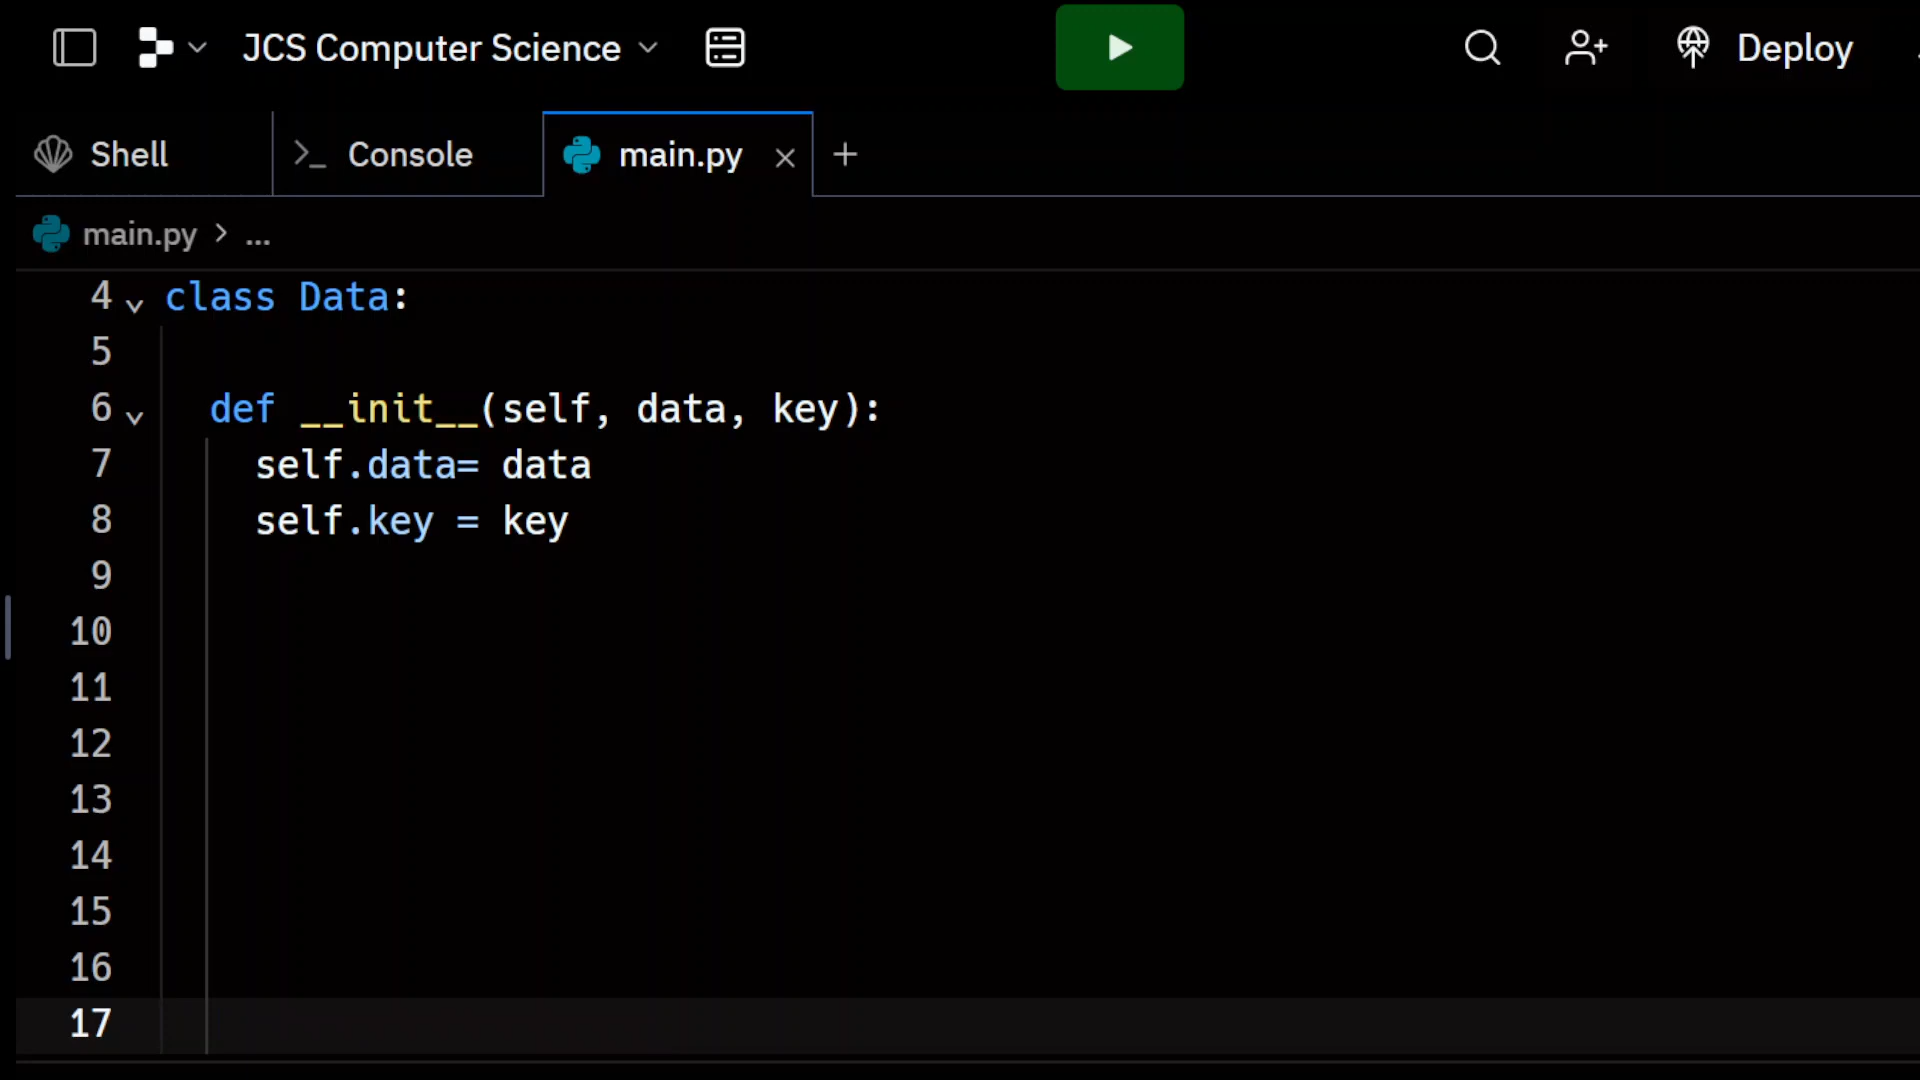 JCS Computer Science
Deploy
Shell
>_ Console
main.py
main.py > ...
4 class Data:
5
6 def __init__(self, data, key):
7 self.data= data
8 self.key = key
9
10
11
12
13
14
15
16
17